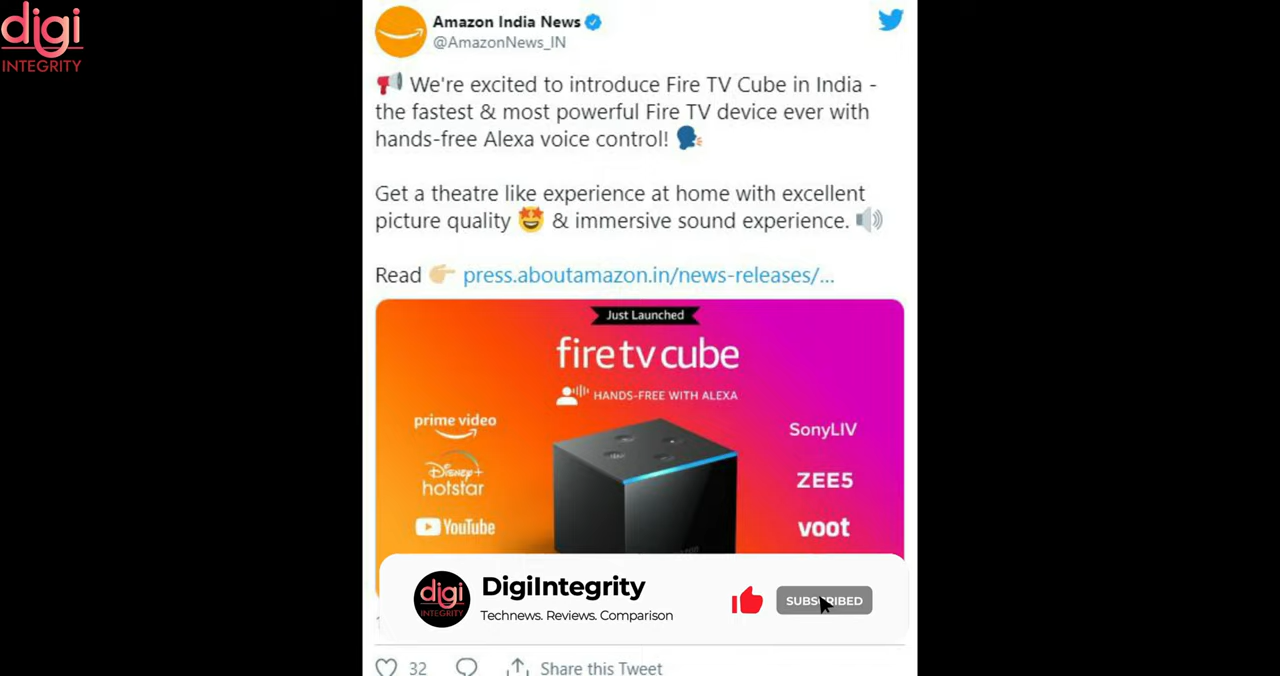 digi
INTEGRITY
Amazon India News
@AmazonNews_IN
📢 We're excited to introduce Fire TV Cube in India -
the fastest & most powerful Fire TV device ever with
hands-free Alexa voice control! 🗣️
Get a theatre like experience at home with excellent
picture quality 🤩 & immersive sound experience. 🔊
Read 👉🏼 press.aboutamazon.in/news-releases/...
Just Launched
fire tv cube
HANDS-FREE WITH ALEXA
prime video
Disney+
hotstar
YouTube
SonyLIV
ZEE5
voot
digi
INTEGRITY
DigiIntegrity
Technews. Reviews. Comparison
SUBSCRIBED
32
Share this Tweet